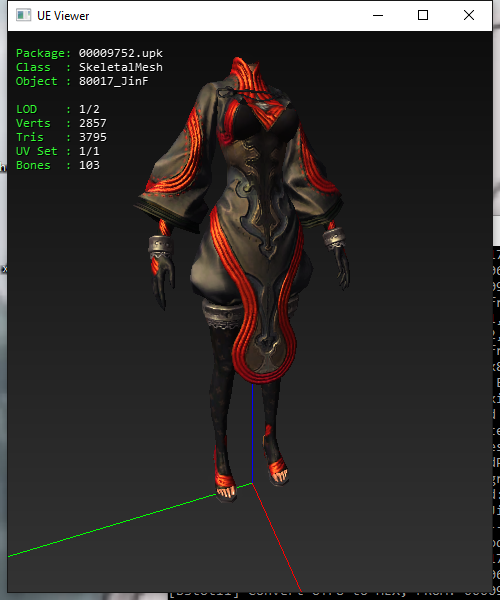 UE Viewer
Package: 00009752.upk
Class : SkeletalMesh
Object : 80017_JinF
LOD : 1/2
Verts : 2857
Tris : 3795
UV Set : 1/1
Bones : 103